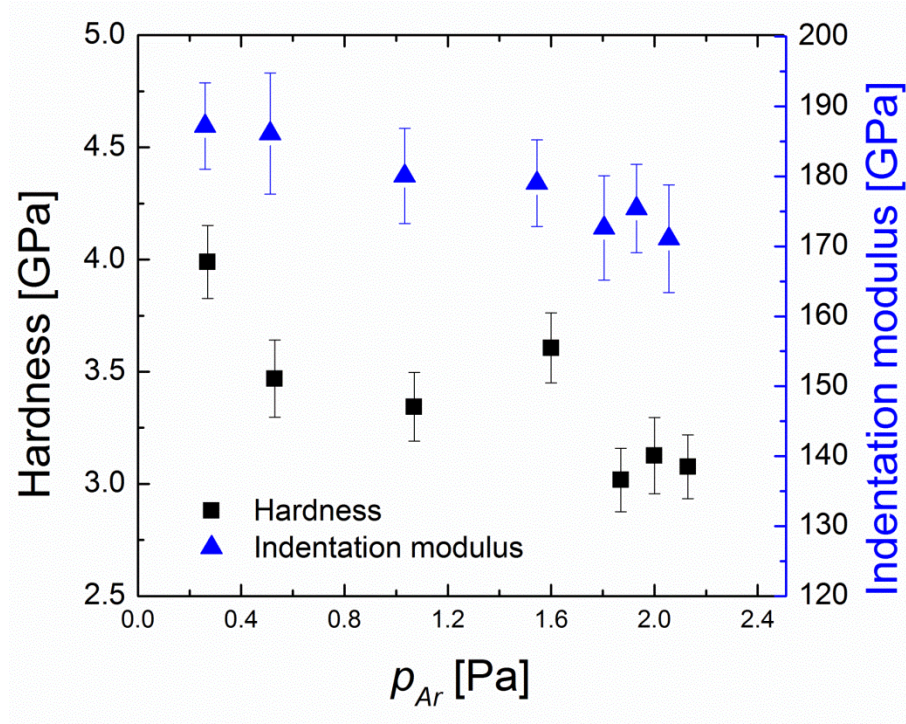 Hardness [GPa]
5.0
4.5
4.0
3.5
3.0
2.5
Hardness
Indentation modulus
0.0 0.4 0.8 1.2 1.6 2.0 2.4
p_Ar [Pa]
200
190
180
170
160
150
140
130
120
Indentation modulus [GPa]